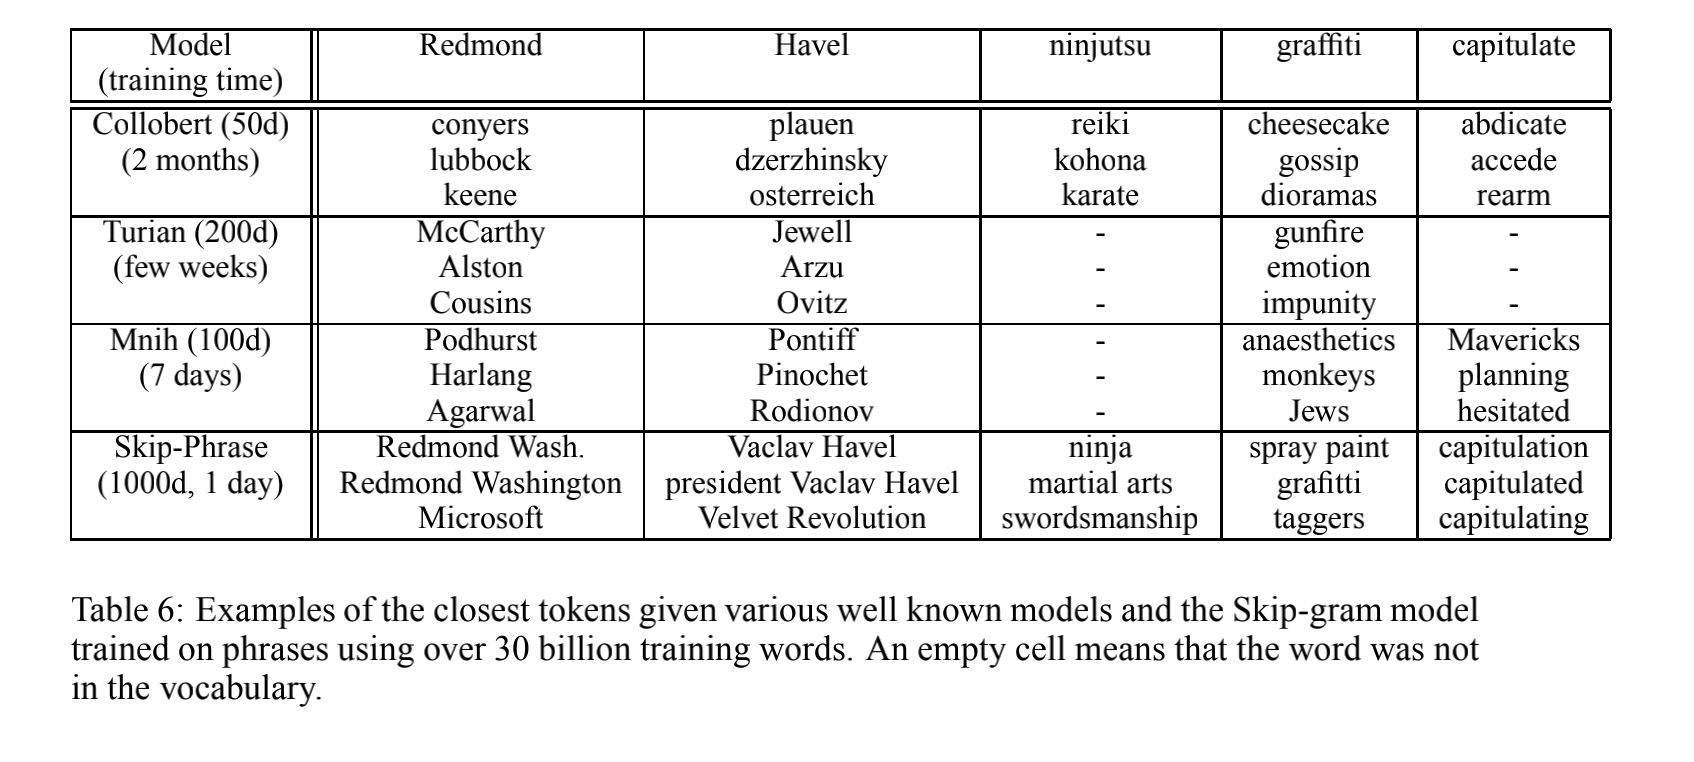 Model Redmond Havel ninjutsu graffiti capitulate
(training time)
Collobert (50d) conyers plauen reiki cheesecake abdicate
(2 months) lubbock dzerzhinsky kohona gossip accede
keene osterreich karate dioramas rearm
Turian (200d) McCarthy Jewell - gunfire -
(few weeks) Alston Arzu - emotion -
Cousins Ovitz - impunity -
Mnih (100d) Podhurst Pontiff - anaesthetics Mavericks
(7 days) Harlang Pinochet - monkeys planning
Agarwal Rodionov - Jews hesitated
Skip-Phrase Redmond Wash. Vaclav Havel ninja spray paint capitulation
(1000d, 1 day) Redmond Washington president Vaclav Havel martial arts grafitti capitulated
Microsoft Velvet Revolution swordsmanship taggers capitulating
Table 6: Examples of the closest tokens given various well known models and the Skip-gram model
trained on phrases using over 30 billion training words. An empty cell means that the word was not
in the vocabulary.